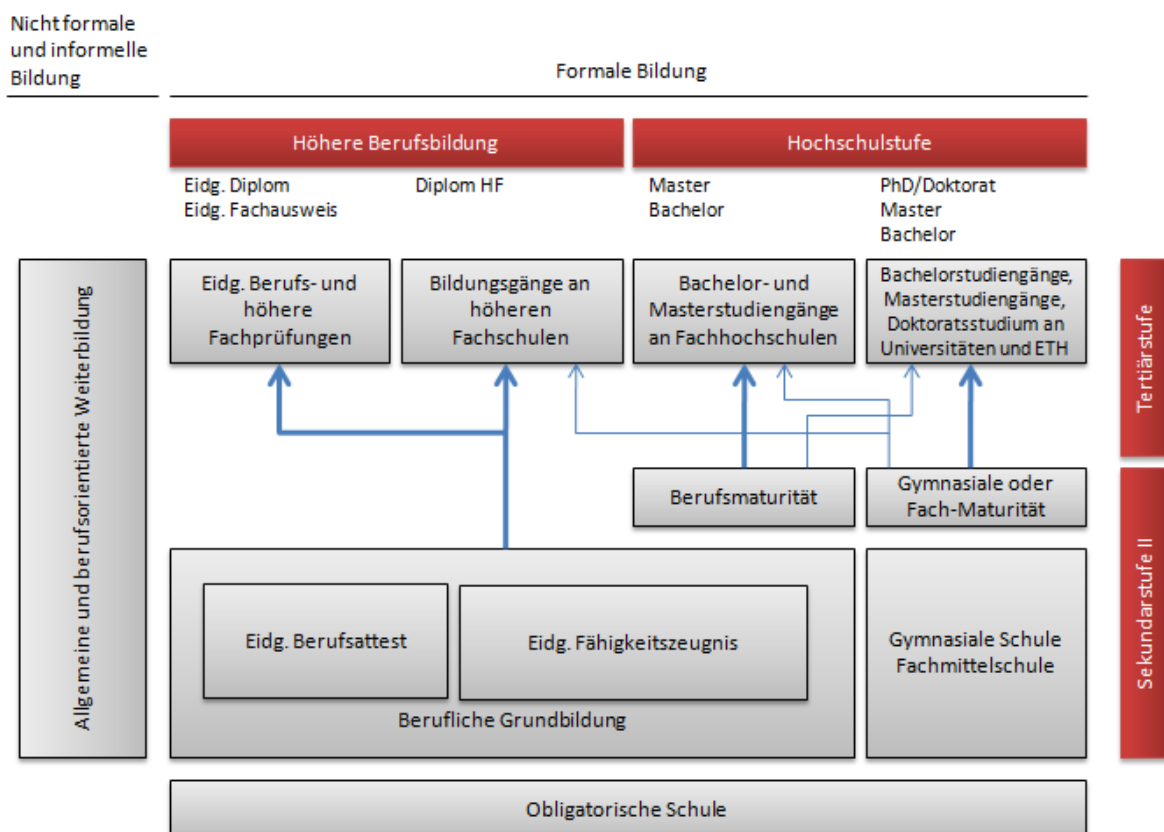 Nicht formale
und informelle
Bildung
Formale Bildung
Höhere Berufsbildung
Hochschulstufe
Eidg. Diplom
Eidg. Fachausweis
Diplom HF
Master
Bachelor
PhD/Doktorat
Master
Bachelor
Allgemeine und berufsorientierte Weiterbildung
Eidg. Berufs- und
höhere
Fachprüfungen
Bildungsgänge an
höheren
Fachschulen
Bachelor- und
Masterstudiengänge
an Fachhochschulen
Bachelorstudiengänge,
Masterstudiengänge,
Doktoratsstudium an
Universitäten und ETH
Tertiärstufe
Berufsmaturität
Gymnasiale oder
Fach-Maturität
Eidg. Berufsattest
Eidg. Fähigkeitszeugnis
Berufliche Grundbildung
Gymnasiale Schule
Fachmittelschule
Sekundarstufe II
Obligatorische Schule